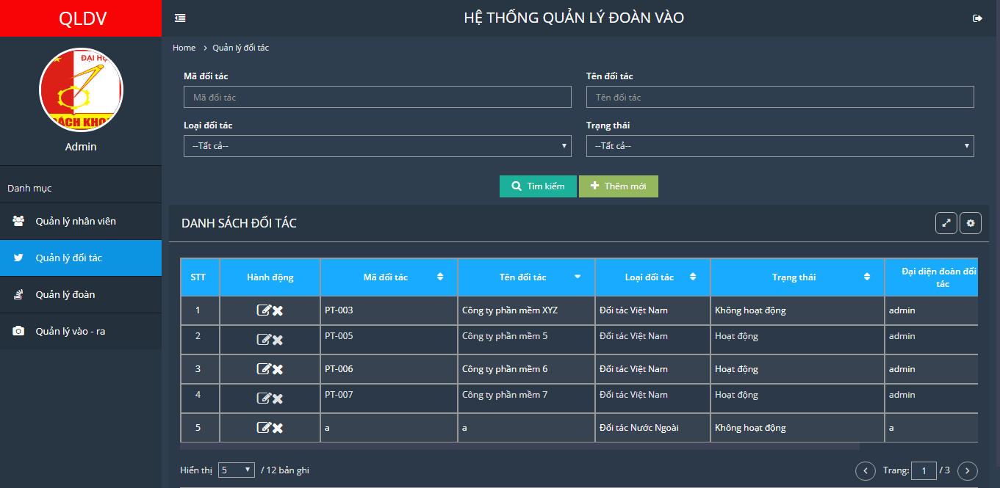 QLDV
HỆ THỐNG QUẢN LÝ ĐOÀN VÀO
Home > Quản lý đối tác
ĐẠI HỌ
BÁCH KHOA
Admin
Danh mục
Quản lý nhân viên
Quản lý đối tác
Quản lý đoàn
Quản lý vào - ra
Mã đối tác
Mã đối tác
Tên đối tác
Tên đối tác
Loại đối tác
--Tất cả--
Trạng thái
--Tất cả--
Tìm kiếm
Thêm mới
DANH SÁCH ĐỐI TÁC
STT Hành động Mã đối tác Tên đối tác Loại đối tác Trạng thái Đại diện đoàn đối
tác
1 PT-003 Công ty phần mềm XYZ Đối tác Việt Nam Không hoạt động admin
2 PT-005 Công ty phần mềm 5 Đối tác Việt Nam Hoạt động admin
3 PT-006 Công ty phần mềm 6 Đối tác Việt Nam Hoạt động admin
4 PT-007 Công ty phần mềm 7 Đối tác Việt Nam Hoạt động admin
5 a a Đối tác Nước Ngoài Không hoạt động a
Hiển thị 5 / 12 bản ghi
Trang: 1 / 3